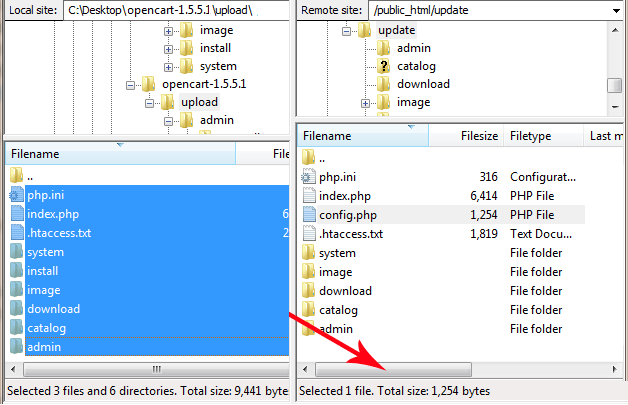 Local site: C:\Desktop\opencart-1.5.5.1\upload\
image
install
system
opencart-1.5.5.1
upload
admin
Filename
..
php.ini
index.php 6
.htaccess.txt 2
system
install
image
download
catalog
admin
Selected 3 files and 6 directories. Total size: 9,441 bytes
Remote site: /public_html/update
update
admin
catalog
download
image
Filename Filesize Filetype Last m
..
php.ini 316 Configurat...
index.php 6,414 PHP File
config.php 1,254 PHP File
.htaccess.txt 1,819 Text Docu...
system File folder
image File folder
download File folder
catalog File folder
admin File folder
Selected 1 file. Total size: 1,254 bytes